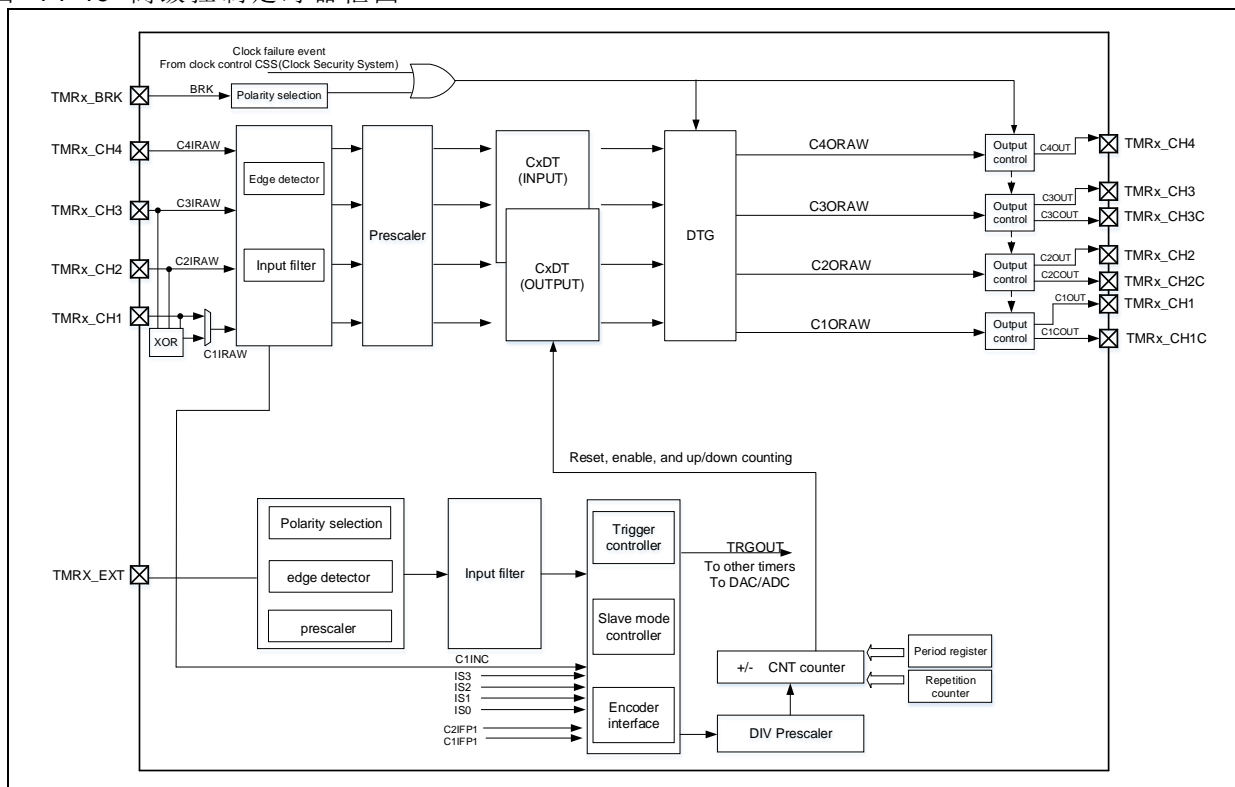 Clock failure event
From clock control CSS(Clock Security System)
TMRx_BRK
BRK
Polarity selection
TMRx_CH4
C4IRAW
TMRx_CH3
C3IRAW
TMRx_CH2
C2IRAW
TMRx_CH1
XOR
C1IRAW
Edge detector
Input filter
Prescaler
CxDT
(INPUT)
CxDT
(OUTPUT)
DTG
C4ORAW
C3ORAW
C2ORAW
C1ORAW
Output
control
C4OUT
TMRx_CH4
Output
control
C3OUT
TMRx_CH3
C3COUT
TMRx_CH3C
Output
control
C2OUT
TMRx_CH2
C2COUT
TMRx_CH2C
Output
control
C1OUT
TMRx_CH1
C1COUT
TMRx_CH1C
Reset, enable, and up/down counting
TMRX_EXT
Polarity selection
edge detector
prescaler
Input filter
Trigger
controller
Slave mode
controller
Encoder
interface
TRGOUT
To other timers
To DAC/ADC
C1INC
IS3
IS2
IS1
IS0
C2IFP1
C1IFP1
+/- CNT counter
Period register
Repetition
counter
DIV Prescaler